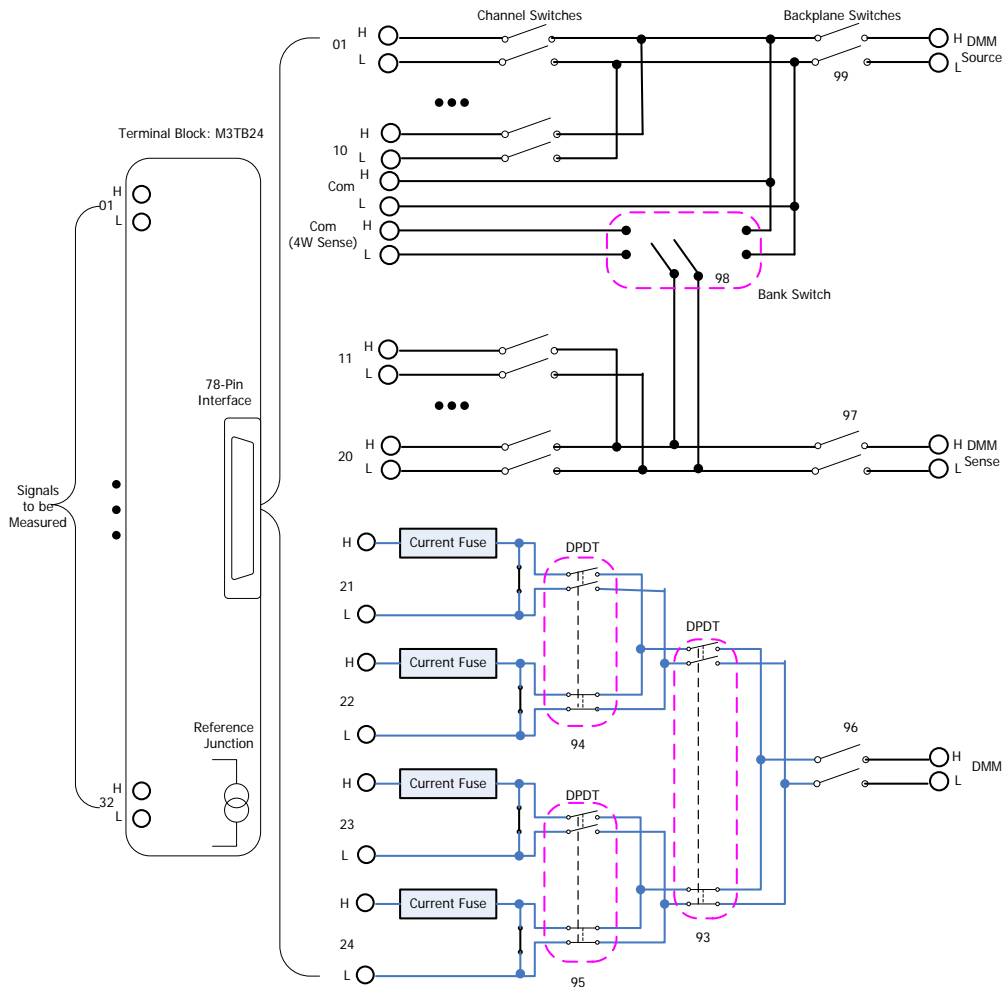 Channel Switches
Backplane Switches
01
H
L
H
L
DMM
Source
99
Terminal Block: M3TB24
10
H
L
Com
H
L
Com
(4W Sense)
H
L
98
Bank Switch
H
01
L
11
H
L
78-Pin
Interface
97
20
H
L
H
L
DMM
Sense
Signals
to be
Measured
H
Current Fuse
DPDT
21
L
DPDT
H
Current Fuse
22
L
94
96
Reference
Junction
H
L
DMM
H
32
L
H
Current Fuse
DPDT
23
L
H
Current Fuse
93
24
L
95